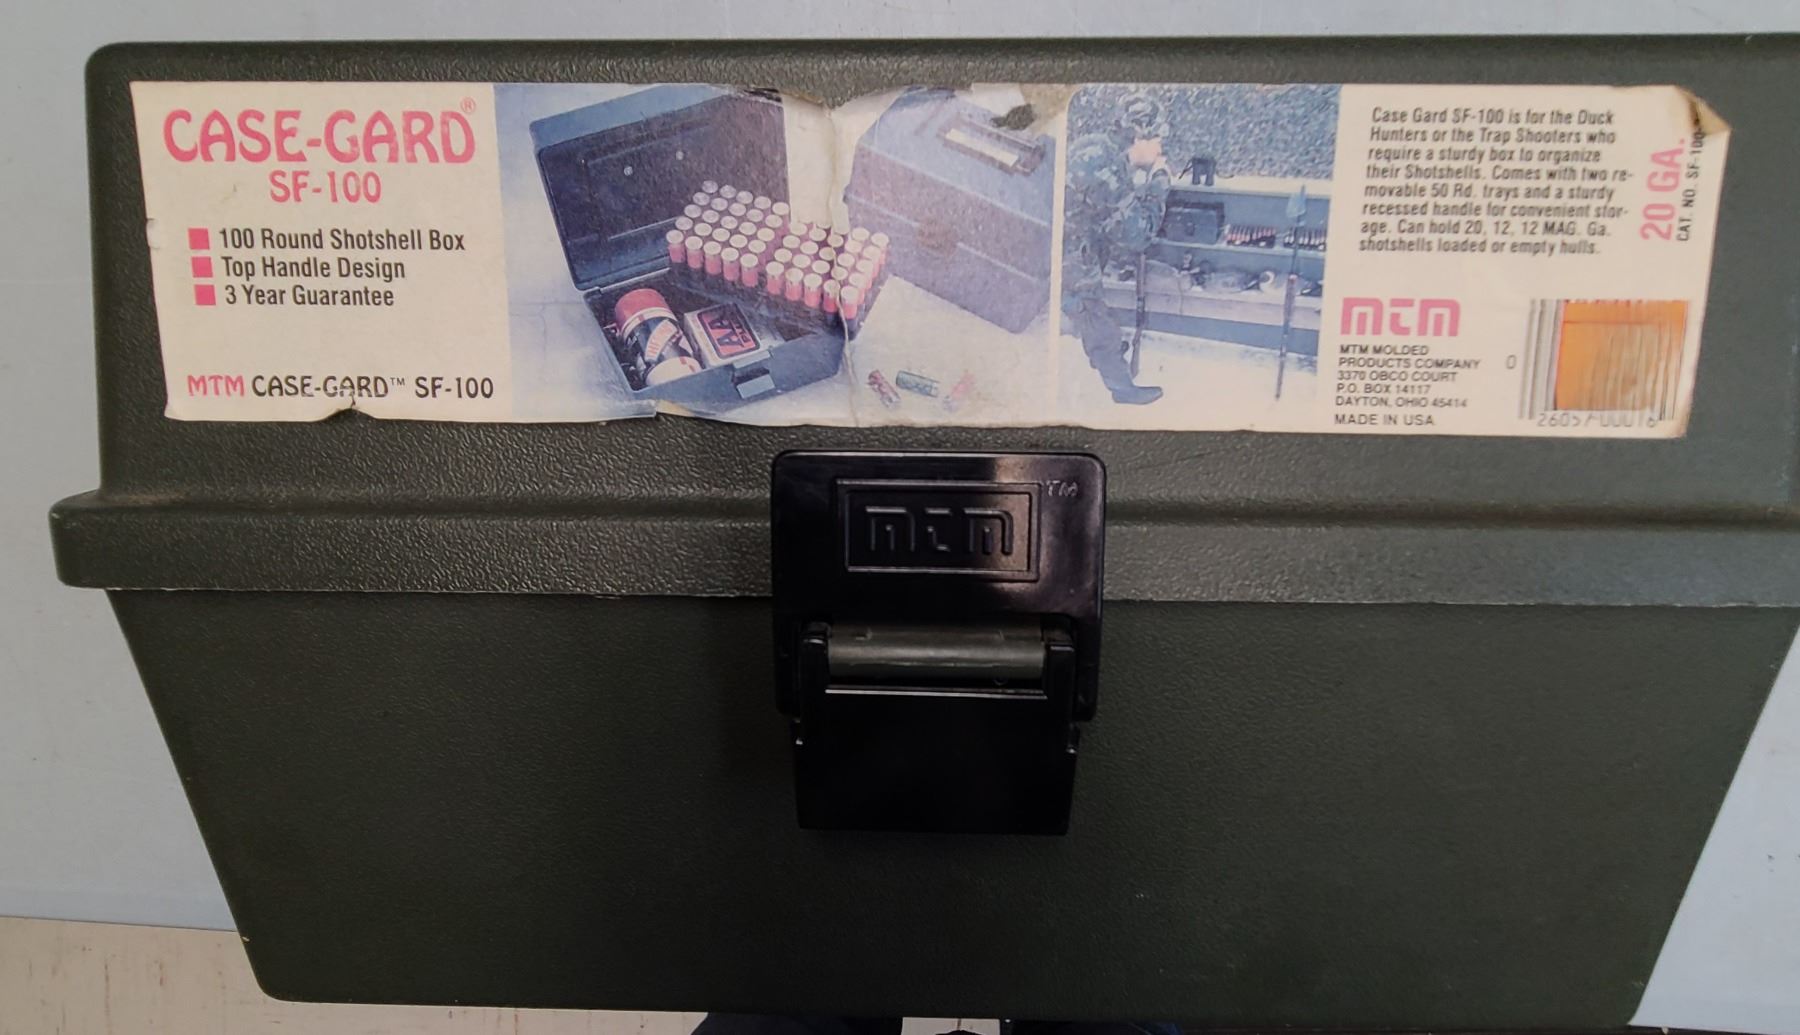 CASE-GARD®
SF-100
100 Round Shotshell Box
Top Handle Design
3 Year Guarantee
MTM CASE-GARD™ SF-100
AA
Case Gard SF-100 is for the Duck
Hunters or the Trap Shooters who
require a sturdy box to organize
their Shotshells. Comes with two re-
movable 50 Rd. trays and a sturdy
recessed handle for convenient stor-
age. Can hold 20, 12, 12 MAG. Ga.
shotshells loaded or empty hulls.
20 GA.
CAT. NO. SF-100
mtm
MTM MOLDED
PRODUCTS COMPANY
3370 OBCO COURT
P.O. BOX 14117
DAYTON, OHIO 45414
MADE IN USA
0
26057-00016
mtm TM